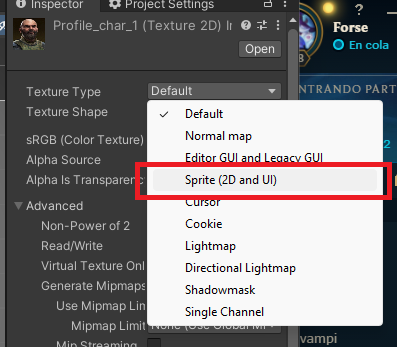 Inspector
Project Settings
Profile_char_1 (Texture 2D) I
Open
Texture Type
Default
Texture Shape
Default
Normal map
Editor GUI and Legacy GUI
sRGB (Color Texture)
Alpha Source
Sprite (2D and UI)
Alpha Is Transparenc
Cursor
Advanced
Cookie
Non-Power of 2
Lightmap
Read/Write
Directional Lightmap
Virtual Texture Onl
Shadowmask
Generate Mipmaps
Single Channel
Use Mipmap Lim
Mipmap Limit
None (Use Global M
Mip Streaming
Forse
En cola
NTRANDO PART
vampi